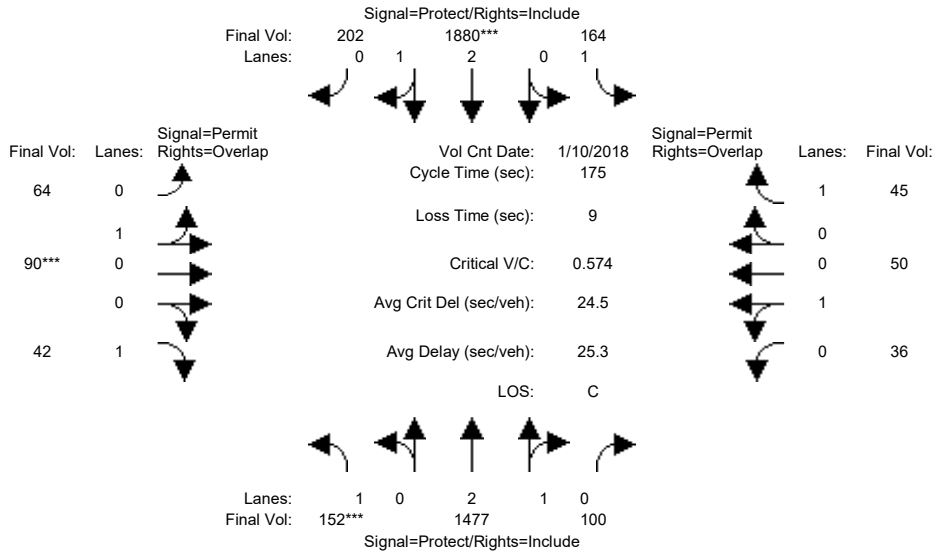 Signal=Protect/Rights=Include
Final Vol: 202 1880*** 164
Lanes: 0 1 2 0 1
Signal=Permit
Final Vol: Lanes: Rights=Overlap
Vol Cnt Date: 1/10/2018
Signal=Permit
Rights=Overlap Lanes: Final Vol:
Cycle Time (sec): 175
64 0
1 45
Loss Time (sec): 9
1
0
90*** 0
Critical V/C: 0.574
0 50
0
Avg Crit Del (sec/veh): 24.5
1
42 1
Avg Delay (sec/veh): 25.3
0 36
LOS: C
Lanes: 1 0 2 1 0
Final Vol: 152*** 1477 100
Signal=Protect/Rights=Include